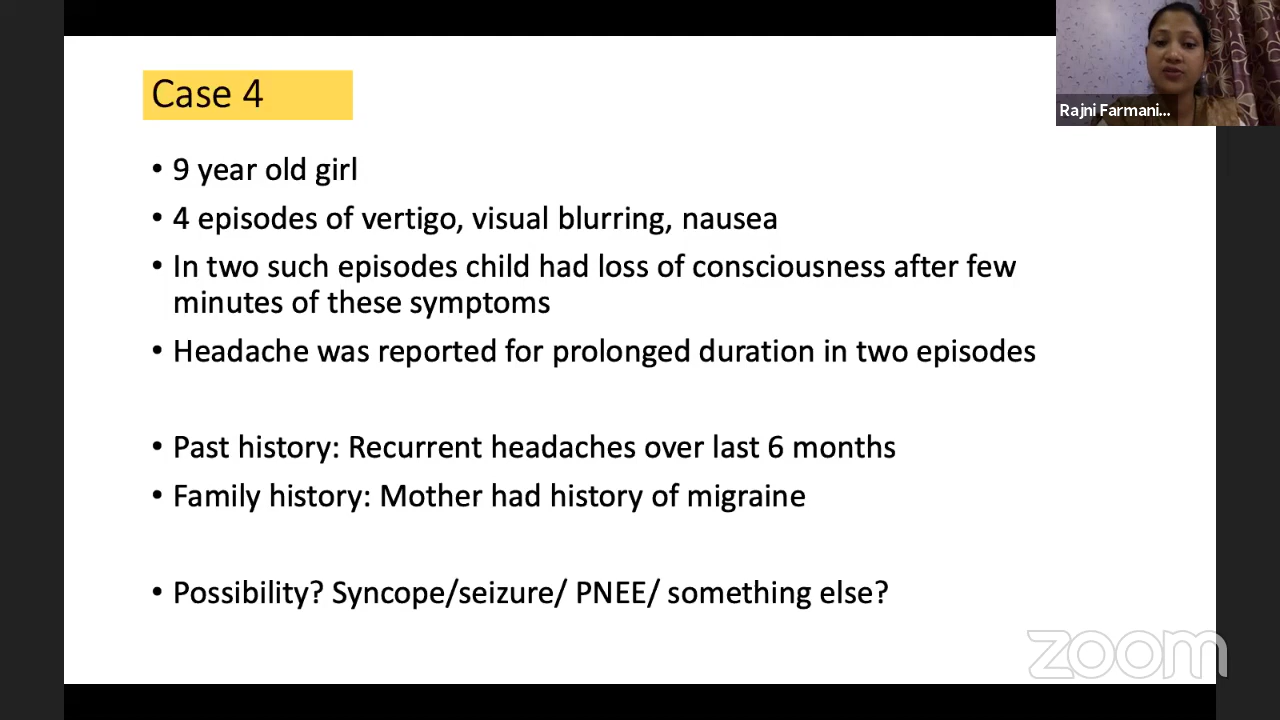 Case 4
Rajni Farmani...
• 9 year old girl
• 4 episodes of vertigo, visual blurring, nausea
• In two such episodes child had loss of consciousness after few
minutes of these symptoms
• Headache was reported for prolonged duration in two episodes
• Past history: Recurrent headaches over last 6 months
• Family history: Mother had history of migraine
• Possibility? Syncope/seizure/ PNEE/ something else?
zoom